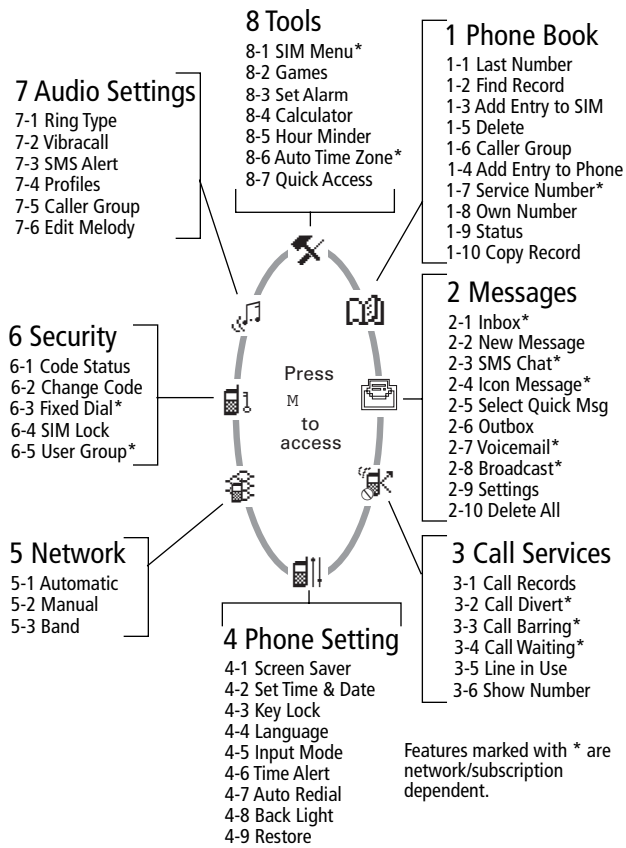 8 Tools
8-1 SIM Menu*
8-2 Games
8-3 Set Alarm
8-4 Calculator
8-5 Hour Minder
8-6 Auto Time Zone*
8-7 Quick Access
1 Phone Book
1-1 Last Number
1-2 Find Record
1-3 Add Entry to SIM
1-5 Delete
1-6 Caller Group
1-4 Add Entry to Phone
1-7 Service Number*
1-8 Own Number
1-9 Status
1-10 Copy Record
7 Audio Settings
7-1 Ring Type
7-2 Vibracall
7-3 SMS Alert
7-4 Profiles
7-5 Caller Group
7-6 Edit Melody
2 Messages
2-1 Inbox*
2-2 New Message
2-3 SMS Chat*
2-4 Icon Message*
2-5 Select Quick Msg
2-6 Outbox
2-7 Voicemail*
2-8 Broadcast*
2-9 Settings
2-10 Delete All
6 Security
6-1 Code Status
6-2 Change Code
6-3 Fixed Dial*
6-4 SIM Lock
6-5 User Group*
Press
M
to
access
5 Network
5-1 Automatic
5-2 Manual
5-3 Band
3 Call Services
3-1 Call Records
3-2 Call Divert*
3-3 Call Barring*
3-4 Call Waiting*
3-5 Line in Use
3-6 Show Number
4 Phone Setting
4-1 Screen Saver
4-2 Set Time & Date
4-3 Key Lock
4-4 Language
4-5 Input Mode
4-6 Time Alert
4-7 Auto Redial
4-8 Back Light
4-9 Restore
Features marked with * are
network/subscription
dependent.